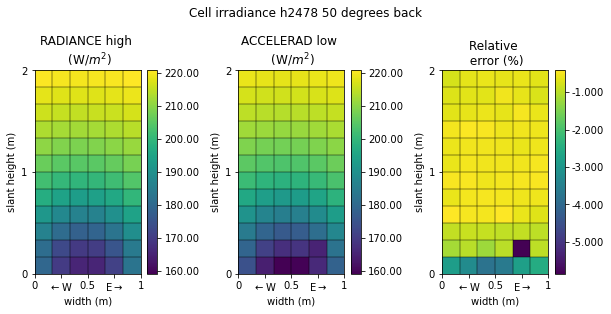 Cell irradiance h2478 50 degrees back
RADIANCE high
(W/m²)
2
1
0
slant height (m)
0
0.5
1
←W
E→
width (m)
220.00
210.00
200.00
190.00
180.00
170.00
160.00
ACCELERAD low
(W/m²)
2
1
0
slant height (m)
0
0.5
1
←W
E→
width (m)
220.00
210.00
200.00
190.00
180.00
170.00
160.00
Relative
error (%)
2
1
0
slant height (m)
0
0.5
1
←W
E→
width (m)
-1.000
-2.000
-3.000
-4.000
-5.000